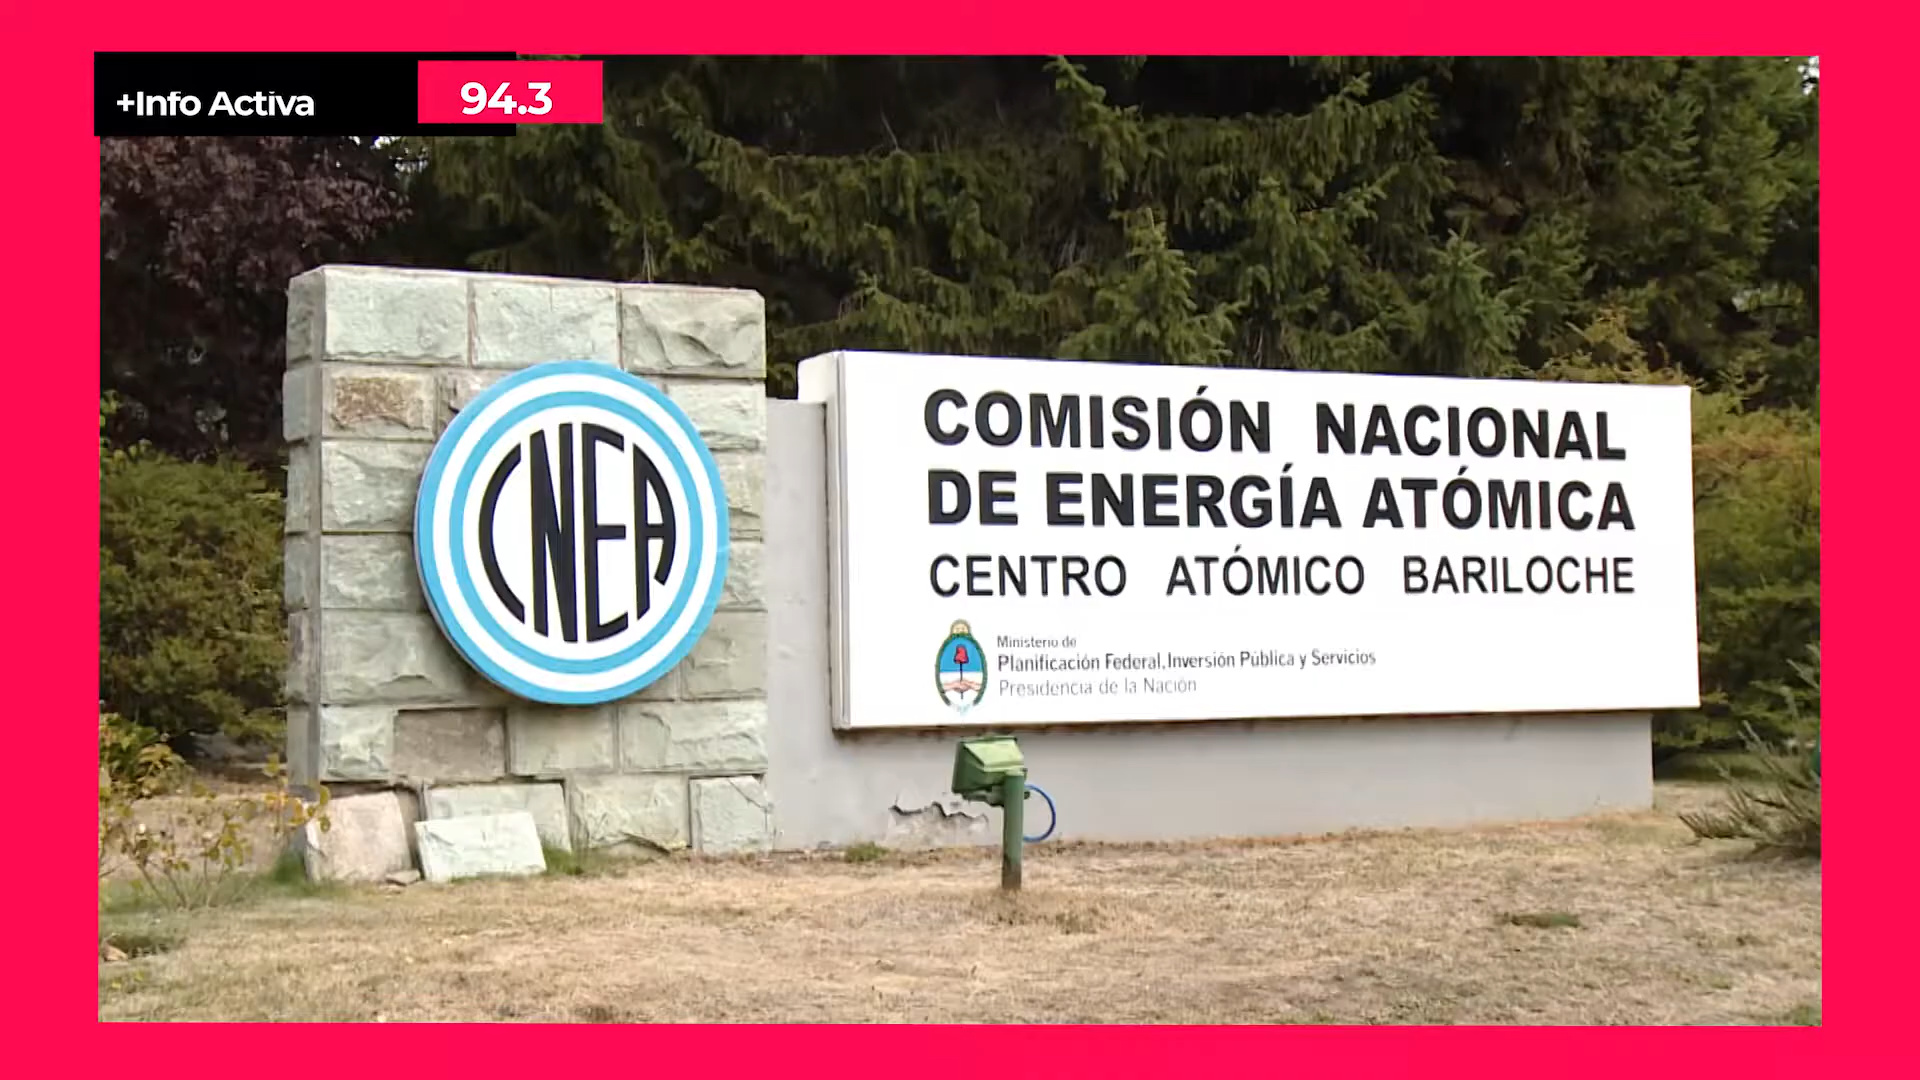 +Info Activa
94.3
CNEA
COMISIÓN NACIONAL
DE ENERGÍA ATÓMICA
CENTRO ATÓMICO BARILOCHE
Ministerio de
Planificación Federal, Inversión Pública y Servicios
Presidencia de la Nación